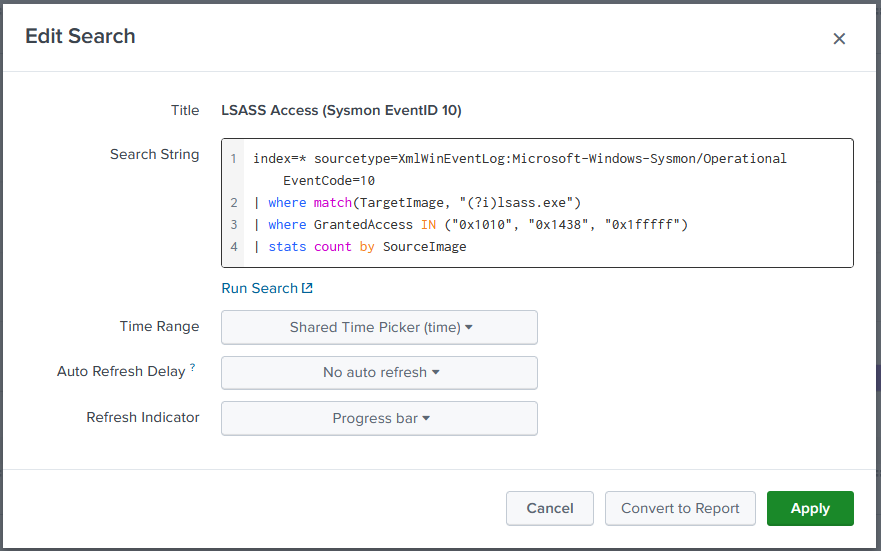 Edit Search
×
Title
LSASS Access (Sysmon EventID 10)
Search String
1 index=* sourcetype=XmlWinEventLog:Microsoft-Windows-Sysmon/Operational
EventCode=10
2 | where match(TargetImage, "(?i)lsass.exe")
3 | where GrantedAccess IN ("0x1010", "0x1438", "0x1fffff")
4 | stats count by SourceImage
Run Search
Time Range
Shared Time Picker (time)
Auto Refresh Delay ?
No auto refresh
Refresh Indicator
Progress bar
Cancel
Convert to Report
Apply